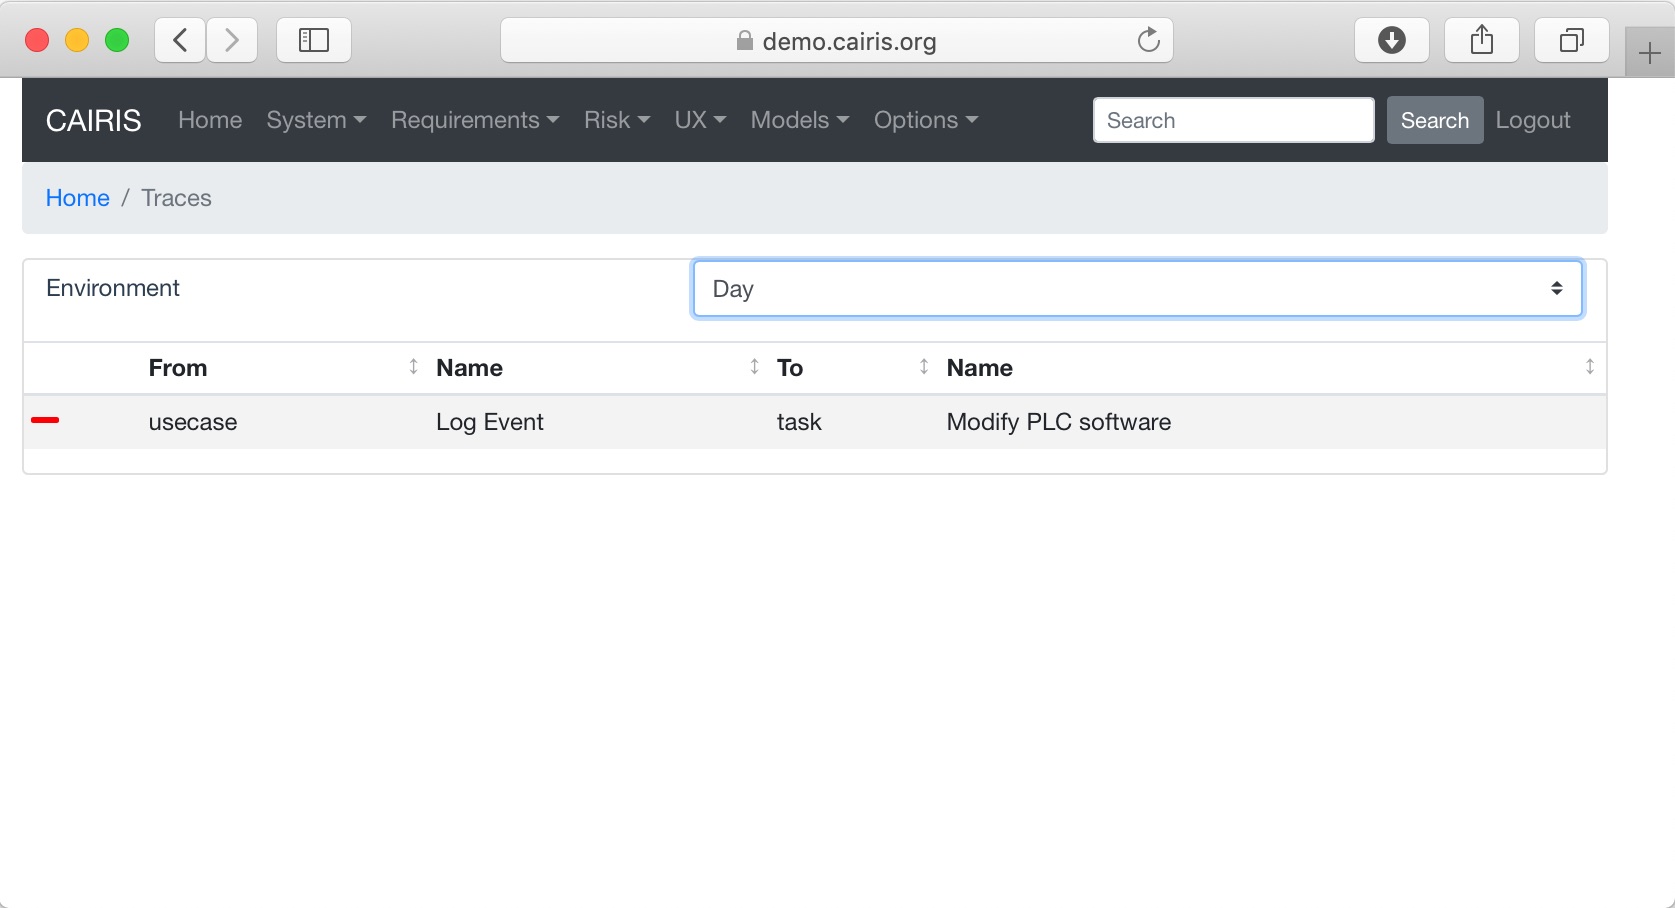 demo.cairis.org
CAIRIS Home System Requirements Risk UX Models Options Search Search Logout
Home / Traces
Environment Day
From Name To Name
usecase Log Event task Modify PLC software